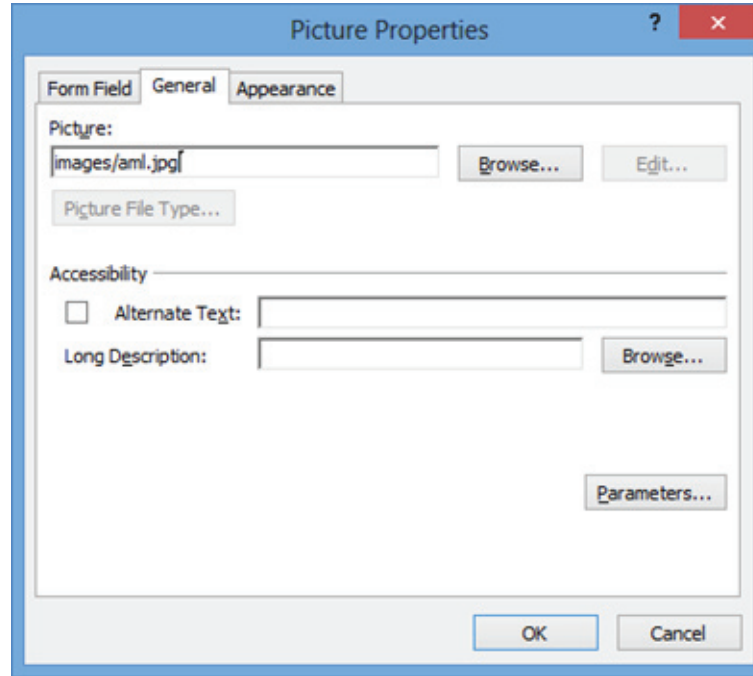 Picture Properties ?
Form Field General Appearance
Picture:
images/aml.jpg Browse... Edit...
Picture File Type...
Accessibility
Alternate Text:
Long Description: Browse...
Parameters...
OK Cancel